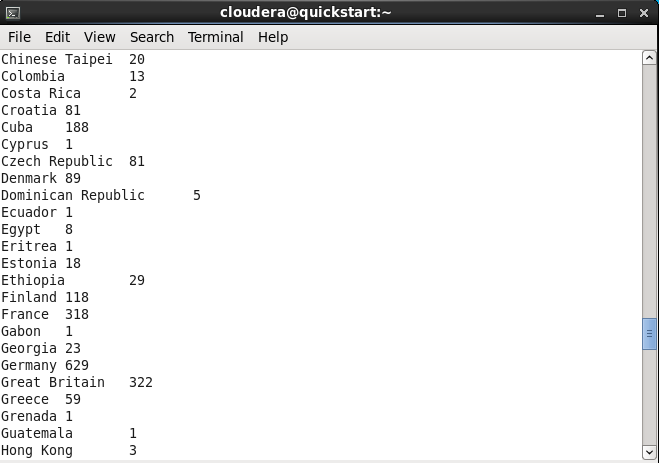 cloudera@quickstart:~
File Edit View Search Terminal Help
Chinese Taipei 20
Colombia 13
Costa Rica 2
Croatia 81
Cuba 188
Cyprus 1
Czech Republic 81
Denmark 89
Dominican Republic 5
Ecuador 1
Egypt 8
Eritrea 1
Estonia 18
Ethiopia 29
Finland 118
France 318
Gabon 1
Georgia 23
Germany 629
Great Britain 322
Greece 59
Grenada 1
Guatemala 1
Hong Kong 3